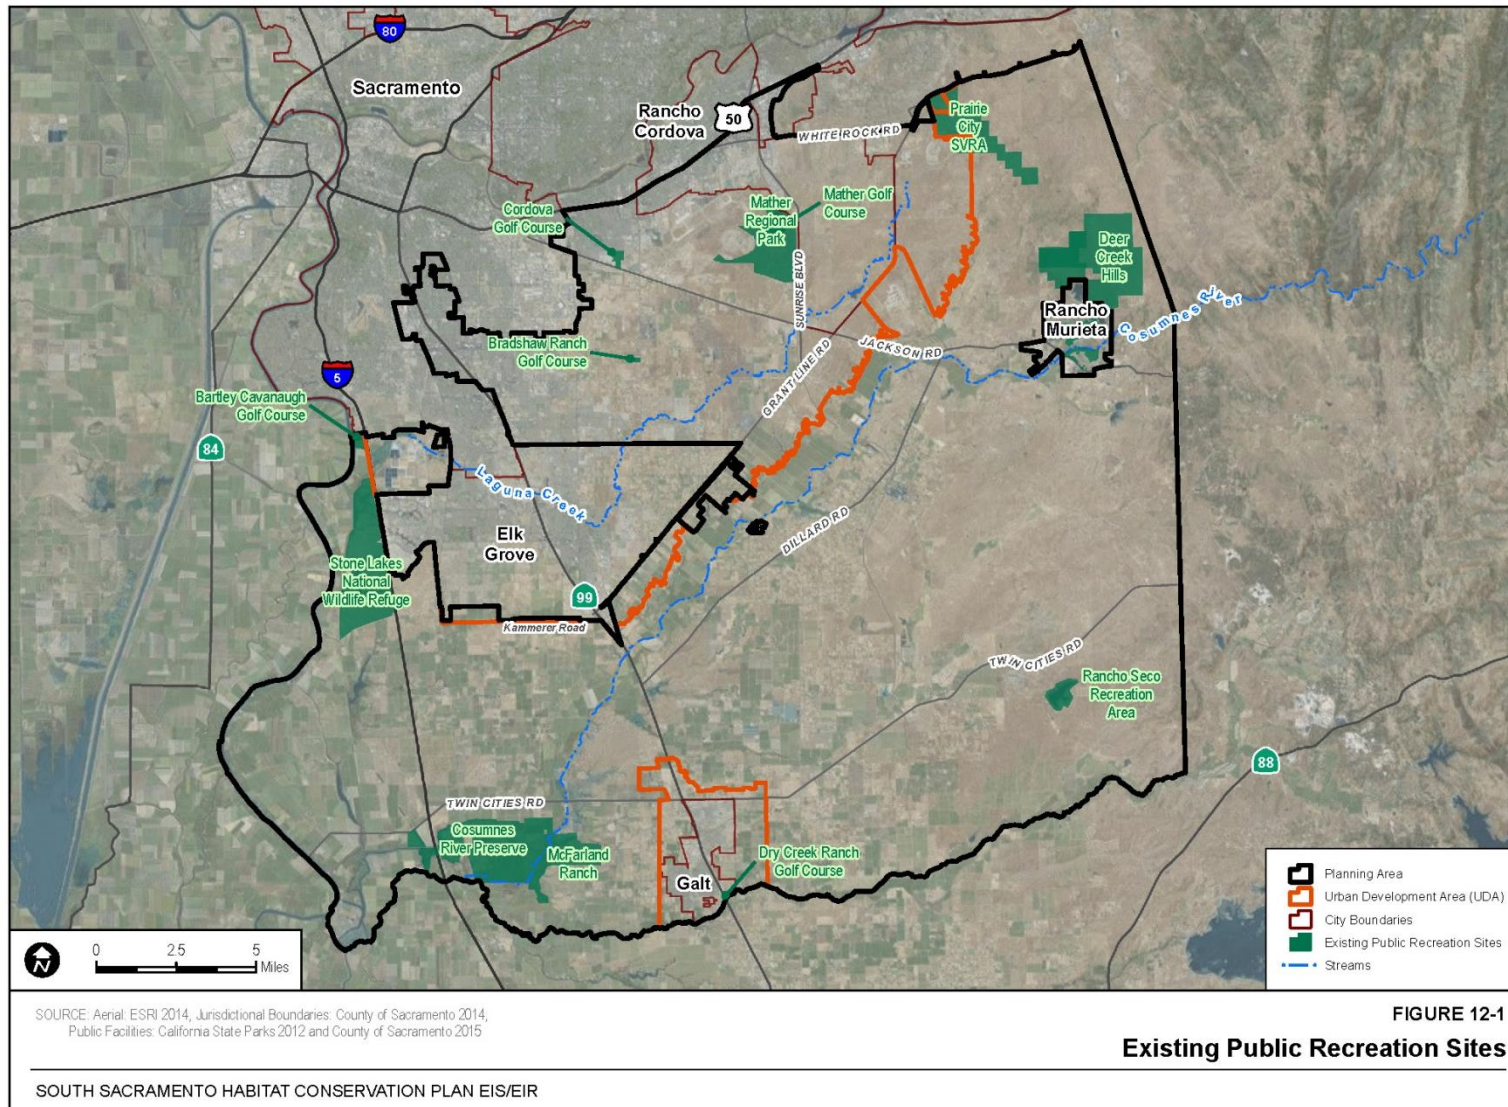 80
Sacramento
Rancho
Cordova
50
WHITE ROCK RD
Prairie
City
SVRA
Cordova
Golf Course
Mather
Regional
Park
Mather Golf
Course
SUNRISE BLVD
Deer
Creek
Hills
Rancho
Murieta
Cosumnes River
Bradshaw Ranch
Golf Course
JACKSON RD
GRANT LINE RD
5
Bartley Cavanaugh
Golf Course
84
Laguna Creek
Elk
Grove
DILLARD RD
Stone Lakes
National
Wildlife Refuge
99
Kammerer Road
TWIN CITIES RD
Rancho Seco
Recreation
Area
88
TWIN CITIES RD
Cosumnes
River Preserve
McFarland
Ranch
Galt
Dry Creek Ranch
Golf Course
N
0 2.5 5
Miles
Planning Area
Urban Development Area (UDA)
City Boundaries
Existing Public Recreation Sites
Streams
SOURCE: Aerial: ESRI 2014, Jurisdictional Boundaries: County of Sacramento 2014,
Public Facilities: California State Parks 2012 and County of Sacramento 2015
FIGURE 12-1
Existing Public Recreation Sites
SOUTH SACRAMENTO HABITAT CONSERVATION PLAN EIS/EIR